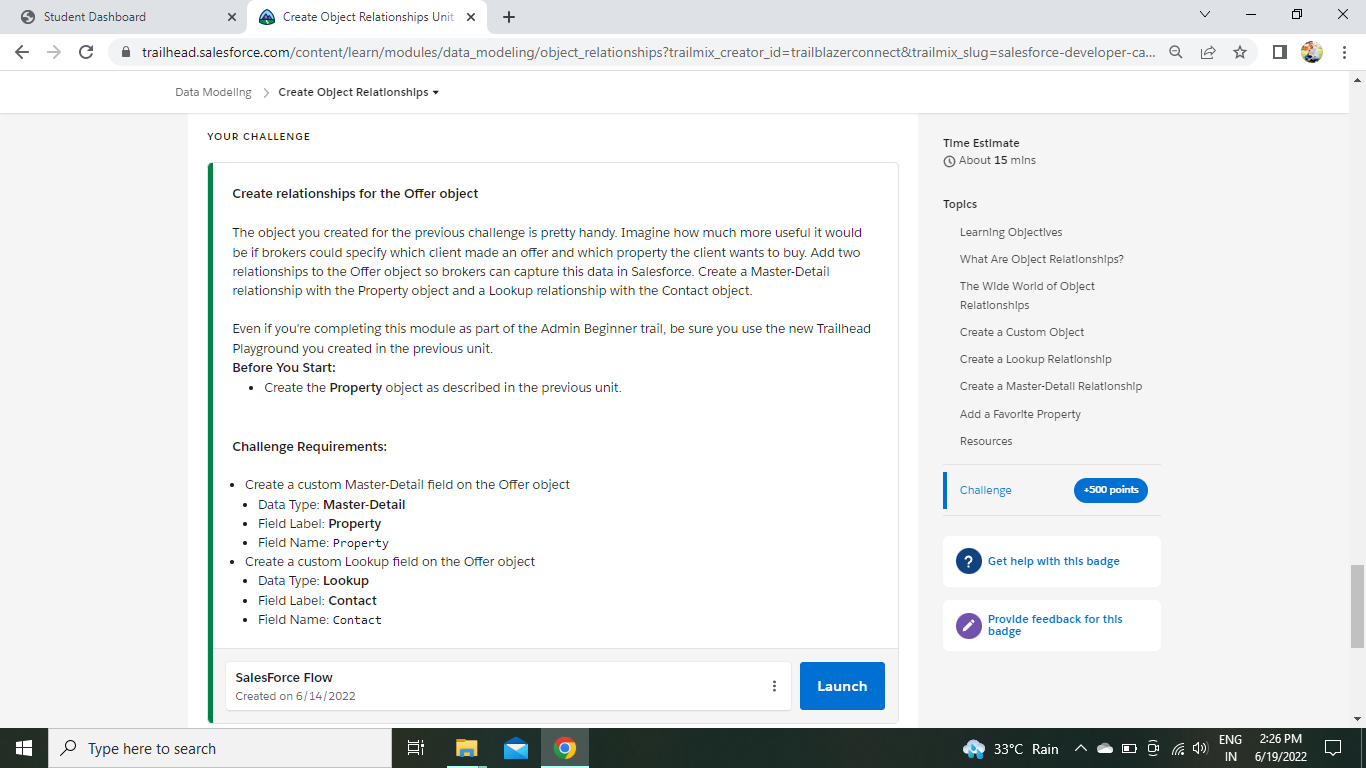 Student Dashboard
Create Object Relationships Unit
trailhead.salesforce.com/content/learn/modules/data_modeling/object_relationships?trailmix_creator_id=trailblazerconnect&trailmix_slug=salesforce-developer-ca...
Data Modeling > Create Object Relationships
YOUR CHALLENGE
Create relationships for the Offer object
The object you created for the previous challenge is pretty handy. Imagine how much more useful it would
be if brokers could specify which client made an offer and which property the client wants to buy. Add two
relationships to the Offer object so brokers can capture this data in Salesforce. Create a Master-Detail
relationship with the Property object and a Lookup relationship with the Contact object.
Even if you're completing this module as part of the Admin Beginner trail, be sure you use the new Trailhead
Playground you created in the previous unit.
Before You Start:
• Create the Property object as described in the previous unit.
Challenge Requirements:
• Create a custom Master-Detail field on the Offer object
• Data Type: Master-Detail
• Field Label: Property
• Field Name: Property
• Create a custom Lookup field on the Offer object
• Data Type: Lookup
• Field Label: Contact
• Field Name: Contact
SalesForce Flow
Created on 6/14/2022
Launch
Time Estimate
About 15 mins
Topics
Learning Objectives
What Are Object Relationships?
The Wide World of Object
Relationships
Create a Custom Object
Create a Lookup Relationship
Create a Master-Detail Relationship
Add a Favorite Property
Resources
Challenge
+500 points
? Get help with this badge
Provide feedback for this
badge
Type here to search
33°C Rain
ENG
IN
2:26 PM
6/19/2022